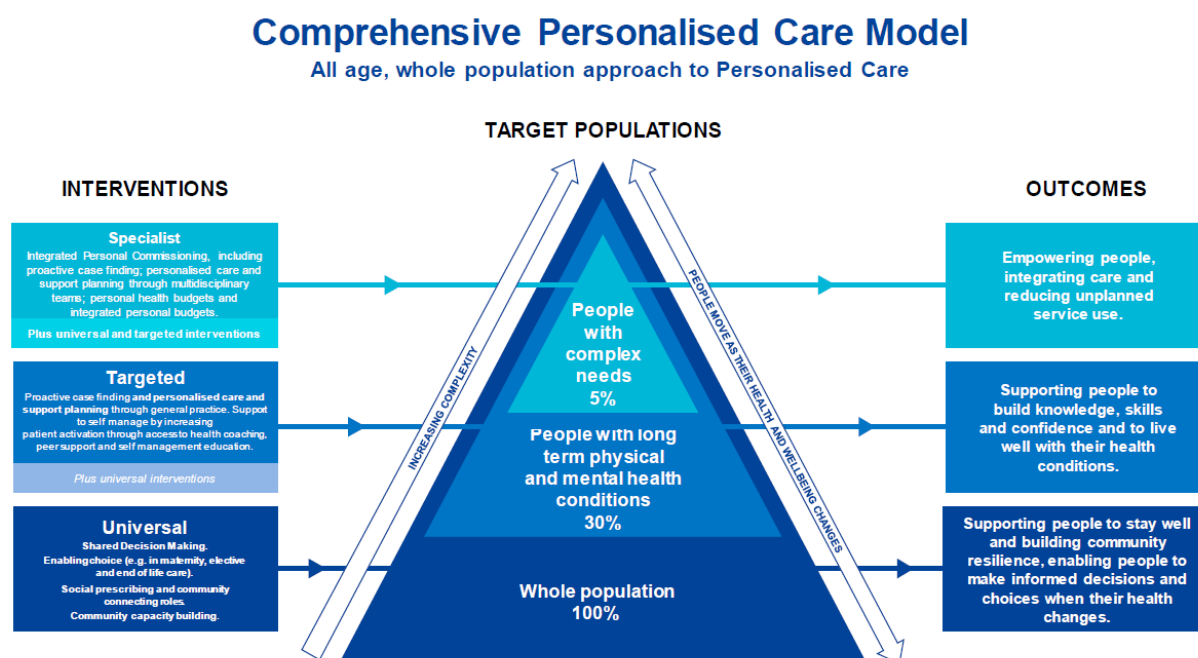 Comprehensive Personalised Care Model
All age, whole population approach to Personalised Care
TARGET POPULATIONS
INTERVENTIONS
Specialist
Integrated Personal Commissioning, including
proactive case finding; personalised care and
support planning through multidisciplinary
teams; personal health budgets and
integrated personal budgets.
Plus universal and targeted interventions
Targeted
Proactive case finding and personalised care and
support planning through general practice. Support
to self manage by increasing
patient activation through access to health coaching,
peer support and self management education.
Plus universal interventions
Universal
Shared Decision Making.
Enabling choice (e.g. in maternity, elective
and end of life care).
Social prescribing and community
connecting roles.
Community capacity building.
INCREASING COMPLEXITY
People
with
complex
needs
5%
People with long
term physical
and mental health
conditions
30%
Whole population
100%
PEOPLE MOVE AS THEIR HEALTH AND WELLBEING CHANGES
OUTCOMES
Empowering people,
integrating care and
reducing unplanned
service use.
Supporting people to
build knowledge, skills
and confidence and to live
well with their health
conditions.
Supporting people to stay well
and building community
resilience, enabling people to
make informed decisions and
choices when their health
changes.